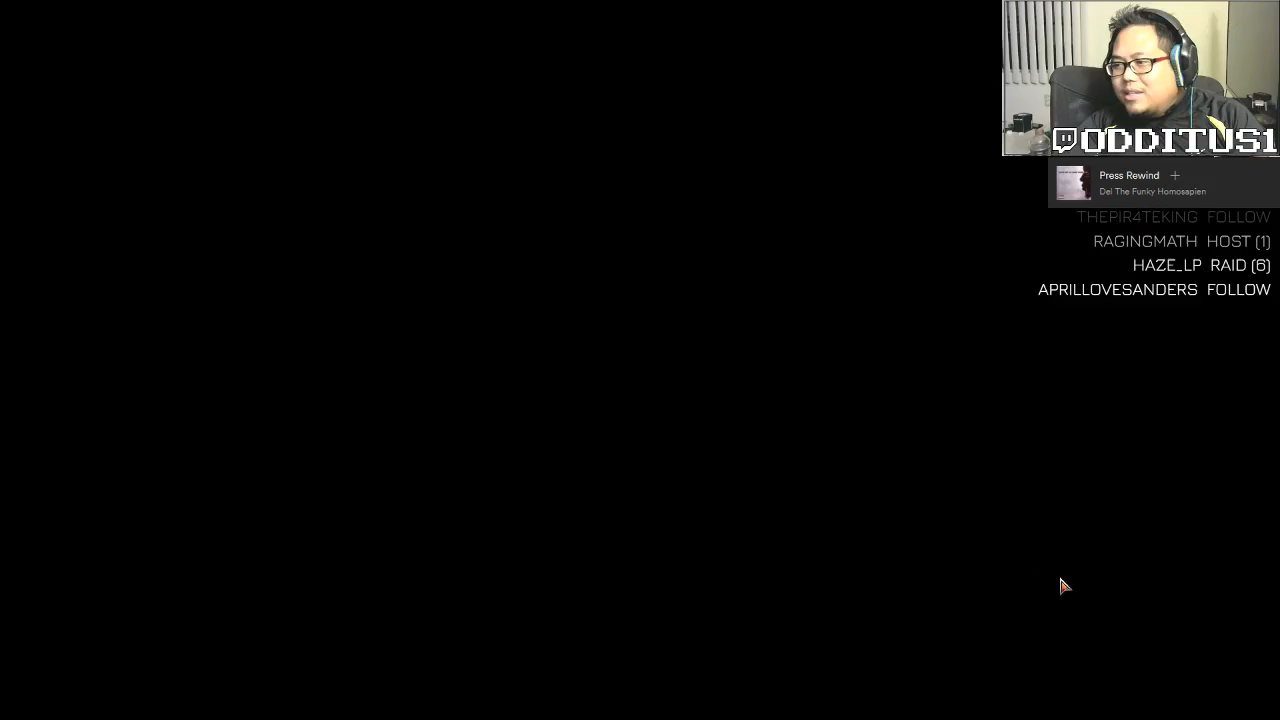 ODDITUS1
Press Rewind
Del The Funky Homosapien
THEPIR4TEKING FOLLOW
RAGINGMATH HOST (1)
HAZE_LP RAID (6)
APRILLOVESANDERS FOLLOW